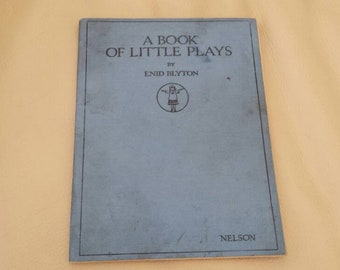 A BOOK
OF LITTLE PLAYS
BY
ENID BLYTON
NELSON